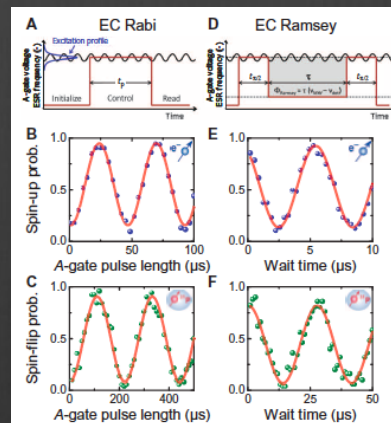 EC Rabi
A
A-gate voltage
ESR frequency (-)
Excitation profile
tp
Initialize
Control
Read
Time
D
EC Ramsey
A-gate voltage
ESR frequency (-)
tπ/2
τ
tπ/2
Time
B
Spin-up prob.
1.0
0.5
0.0
0
50
100
e-
A-gate pulse length (μs)
E
1.0
0.5
0.0
0
5
10
e-
Wait time (μs)
C
Spin-flip prob.
1.0
0.5
0.0
0
200
400
A-gate pulse length (μs)
F
1.0
0.5
0.0
0
25
50
Wait time (μs)